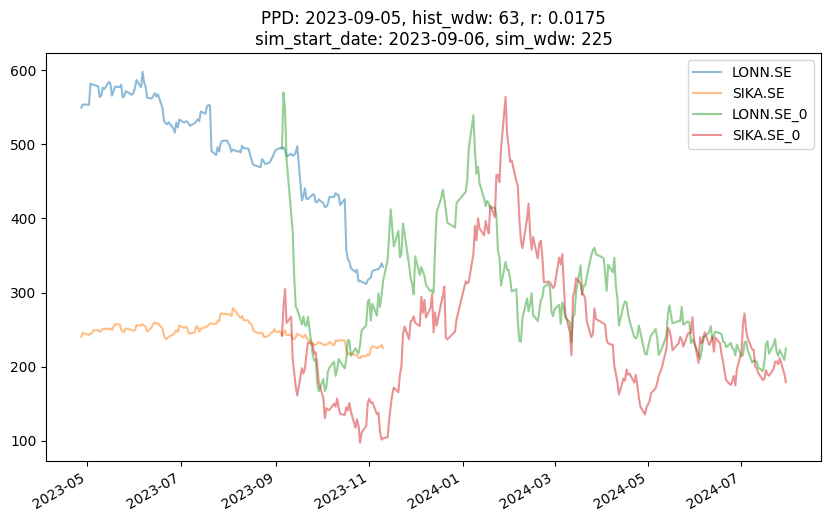 PPD: 2023-09-05, hist_wdw: 63, r: 0.0175
sim_start_date: 2023-09-06, sim_wdw: 225
LONN.SE
SIKA.SE
LONN.SE_0
SIKA.SE_0
600
500
400
300
200
100
2023-05
2023-07
2023-09
2023-11
2024-01
2024-03
2024-05
2024-07